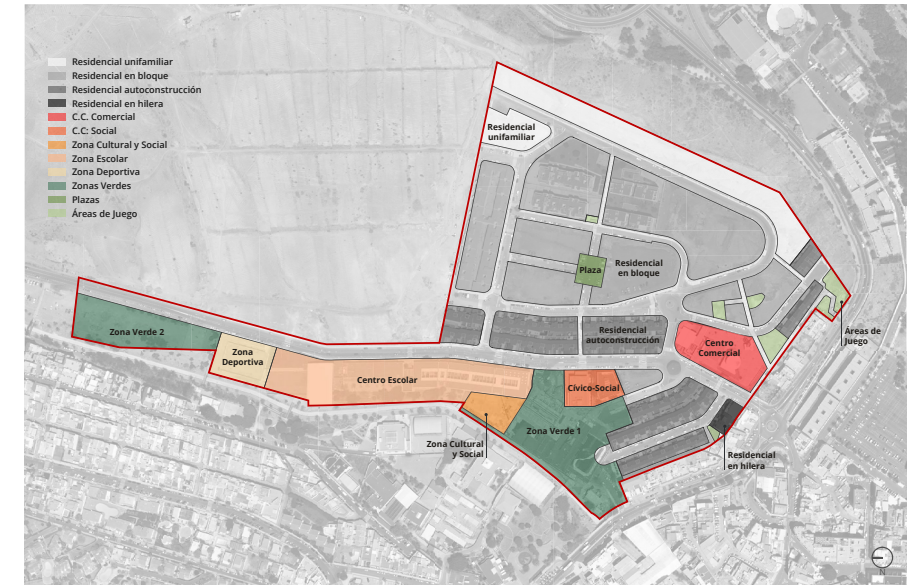 Residencial unifamiliar
Residencial en bloque
Residencial autoconstrucción
Residencial en hilera
C.C. Comercial
C.C: Social
Zona Cultural y Social
Zona Escolar
Zona Deportiva
Zonas Verdes
Plazas
Áreas de Juego
Residencial
unifamiliar
Plaza
Residencial
en bloque
Residencial
autoconstrucción
Centro
Comercial
Áreas de
Juego
Zona Verde 2
Zona
Deportiva
Centro Escolar
Cívico-Social
Zona Verde 1
Zona Cultural
y Social
Residencial
en hilera
N